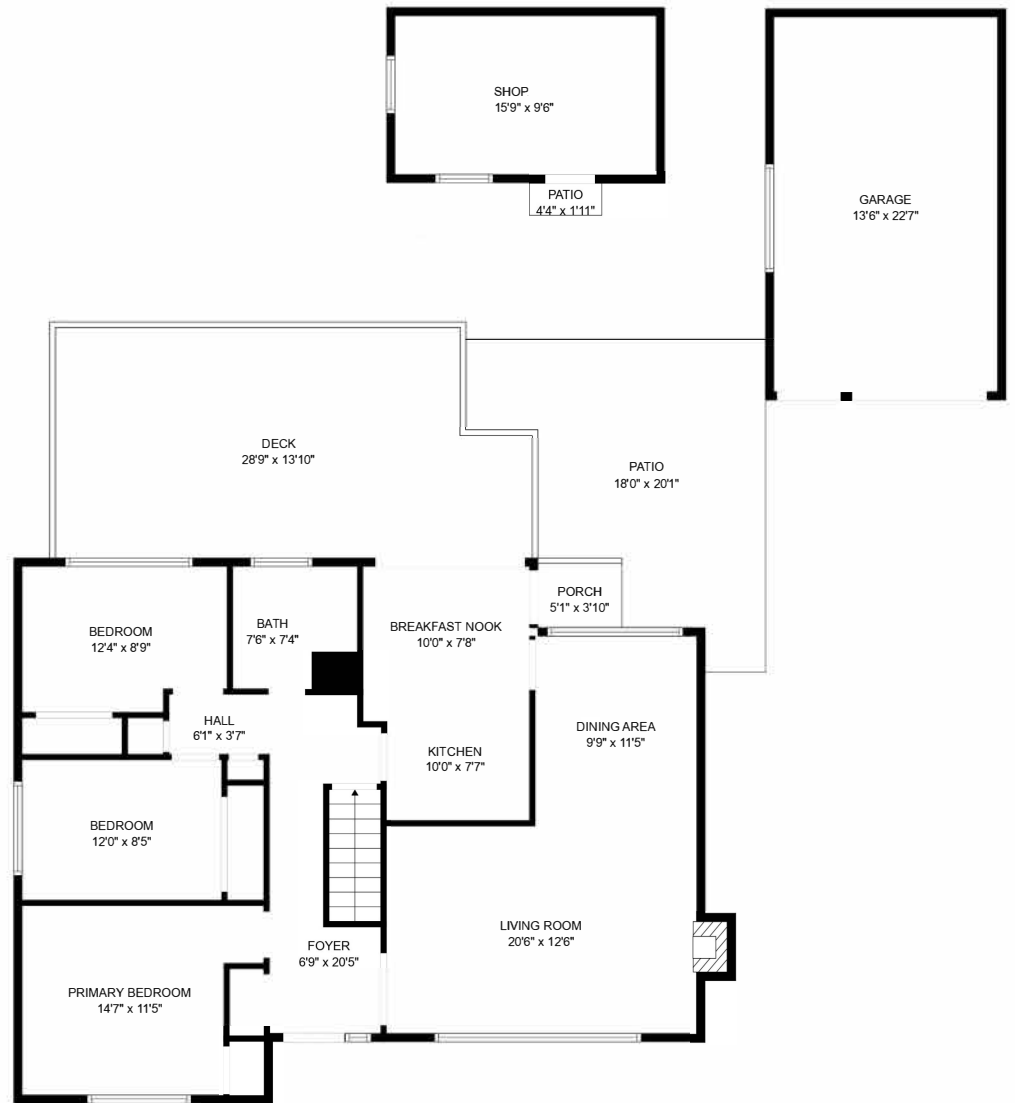 SHOP
15'9" x 9'6"
PATIO
4'4" x 1'11"
GARAGE
13'6" x 22'7"
DECK
28'9" x 13'10"
PATIO
18'0" x 20'1"
PORCH
5'1" x 3'10"
BEDROOM
12'4" x 8'9"
BATH
7'6" x 7'4"
BREAKFAST NOOK
10'0" x 7'8"
HALL
6'1" x 3'7"
DINING AREA
9'9" x 11'5"
KITCHEN
10'0" x 7'7"
BEDROOM
12'0" x 8'5"
LIVING ROOM
20'6" x 12'6"
FOYER
6'9" x 20'5"
PRIMARY BEDROOM
14'7" x 11'5"